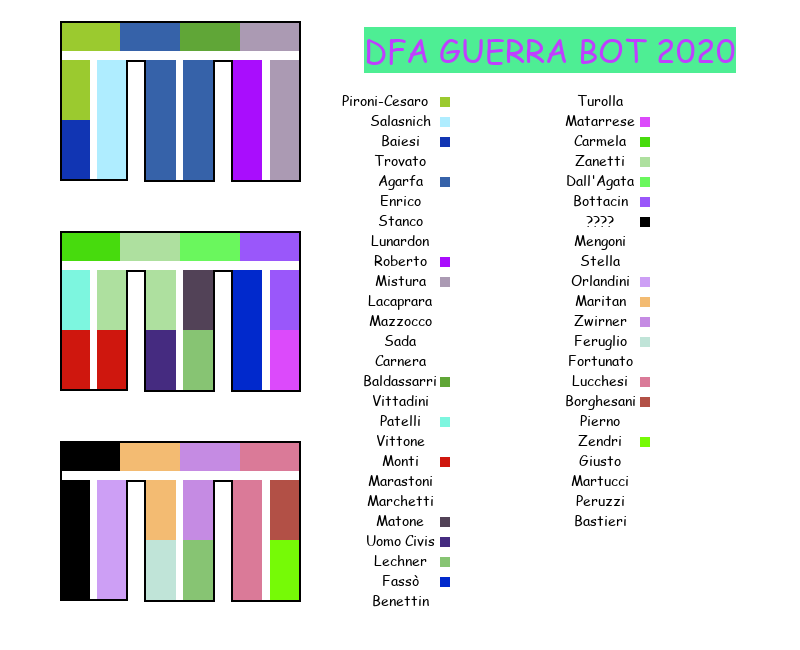 DFA GUERRA BOT 2020
Pironi-Cesaro
Salasnich
Baiesi
Trovato
Agarfa
Enrico
Stanco
Lunardon
Roberto
Mistura
Lacaprara
Mazzocco
Sada
Carnera
Baldassarri
Vittadini
Patelli
Vittone
Monti
Marastoni
Marchetti
Matone
Uomo Civis
Lechner
Fassò
Benettin
Turolla
Matarrese
Carmela
Zanetti
Dall'Agata
Bottacin
????
Mengoni
Stella
Orlandini
Maritan
Zwirner
Feruglio
Fortunato
Lucchesi
Borghesani
Pierno
Zendri
Giusto
Martucci
Peruzzi
Bastieri